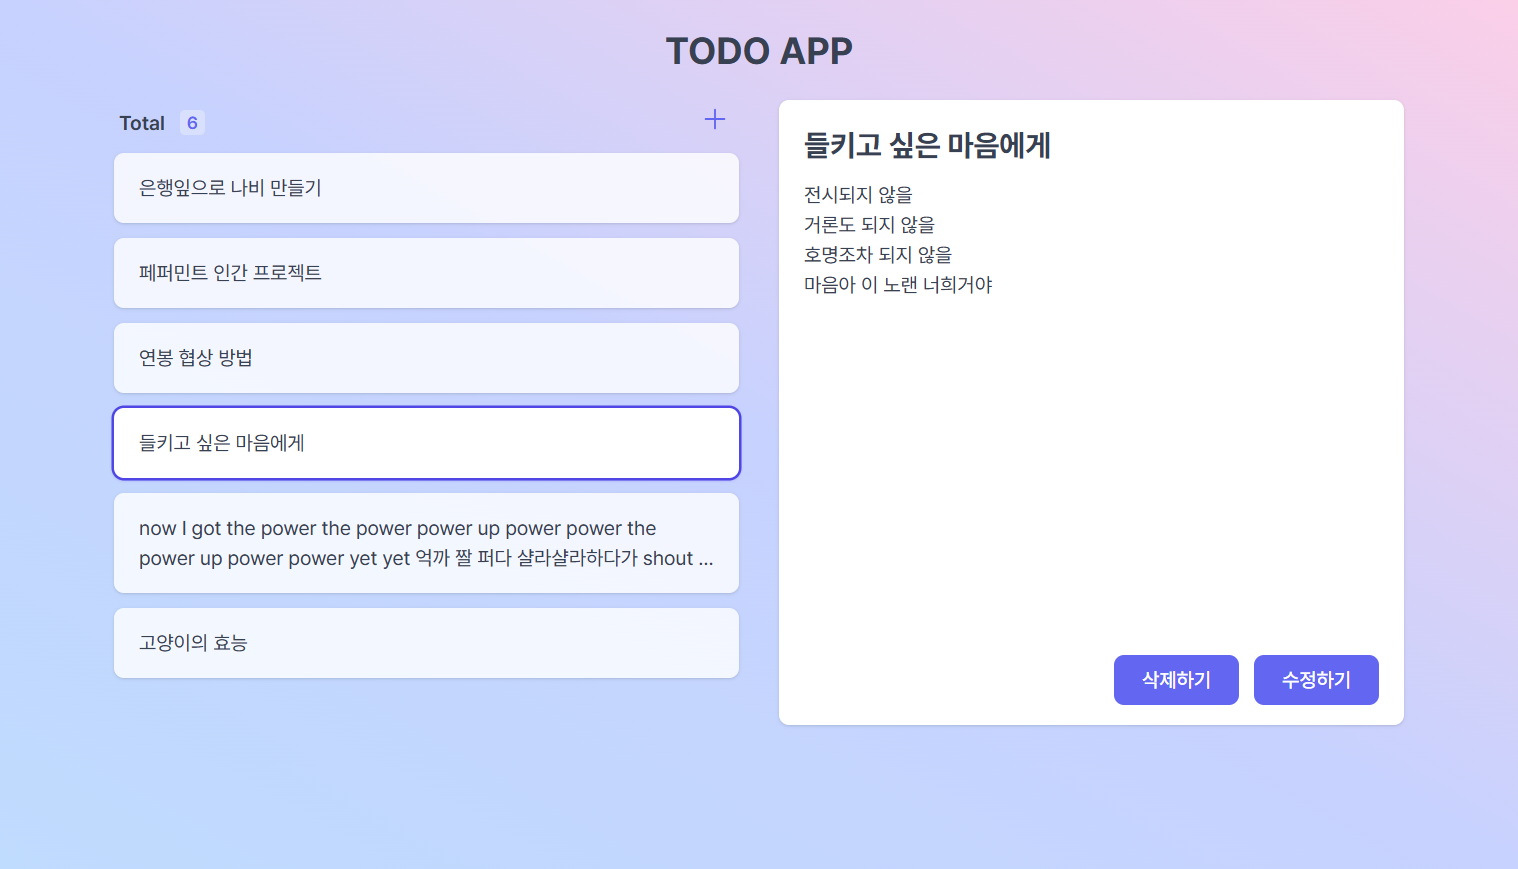 TODO APP
Total 6
은행잎으로 나비 만들기
페퍼민트 인간 프로젝트
연봉 협상 방법
들키고 싶은 마음에게
now I got the power the power power up power power the
power up power power yet yet 억까 짤 퍼다 샬라샬라하다가 shout ...
고양이의 효능
들키고 싶은 마음에게
전시되지 않을
거론도 되지 않을
호명조차 되지 않을
마음아 이 노랜 너희거야
삭제하기 수정하기